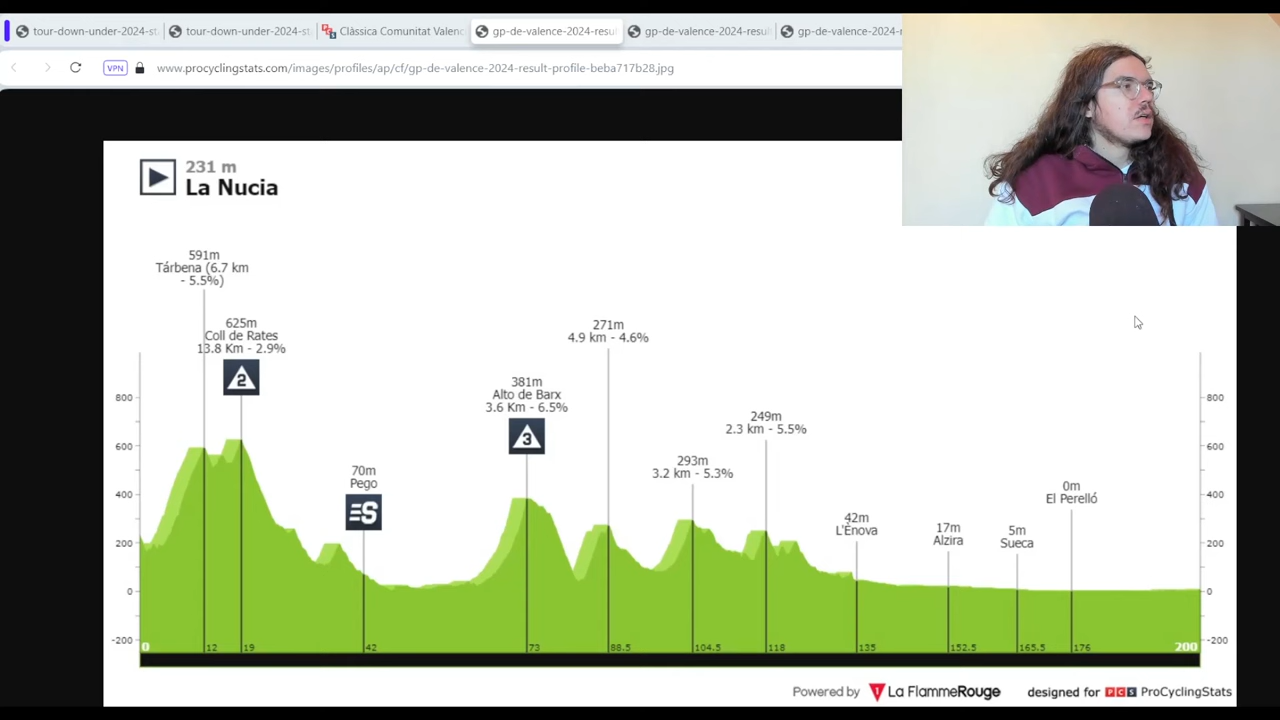 tour-down-under-2024-st
tour-down-under-2024-st
Clàssica Comunitat Valenc
gp-de-valence-2024-resul
gp-de-valence-2024-resul
gp-de-valence-2024-r
VPN
www.procyclingstats.com/images/profiles/ap/cf/gp-de-valence-2024-result-profile-beba717b28.jpg
231 m
La Nucia
591m
Tárbena (6.7 km
- 5.5%)
625m
Coll de Rates
13.8 Km - 2.9%
2
271m
4.9 km - 4.6%
381m
Alto de Barx
3.6 Km - 6.5%
3
249m
2.3 km - 5.5%
293m
3.2 km - 5.3%
70m
Pego
S
0m
El Perelló
42m
L'Énova
17m
Alzira
5m
Sueca
800
600
400
200
0
-200
800
600
400
200
0
-200
0
12
19
42
73
88.5
104.5
118
135
152.5
165.5
176
200
Powered by La FlammeRouge
designed for PCS ProCyclingStats